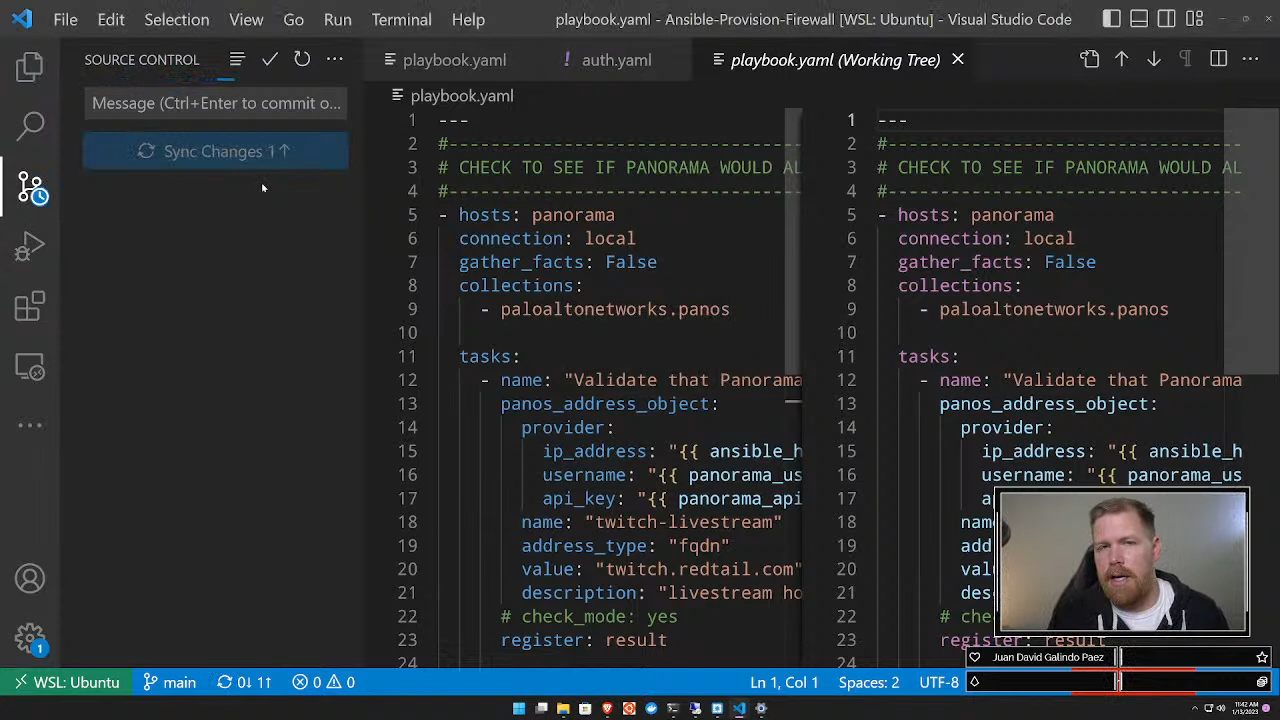 File Edit Selection View Go Run Terminal Help
playbook.yaml - Ansible-Provision-Firewall [WSL: Ubuntu] - Visual Studio Code
SOURCE CONTROL
playbook.yaml
! auth.yaml
playbook.yaml (Working Tree)
Message (Ctrl+Enter to commit o...
Sync Changes 1↑
playbook.yaml
1 ---
2 #----------------------------------
3 # CHECK TO SEE IF PANORAMA WOULD AL
4 #----------------------------------
5 - hosts: panorama
6 connection: local
7 gather_facts: False
8 collections:
9 - paloaltonetworks.panos
10
11 tasks:
12 - name: "Validate that Panorama
13 panos_address_object:
14 provider:
15 ip_address: "{{ ansible_h
16 username: "{{ panorama_us
17 api_key: "{{ panorama_api
18 name: "twitch-livestream"
19 address_type: "fqdn"
20 value: "twitch.redtail.com"
21 description: "livestream ho
22 # check_mode: yes
23 register: result
24
1 ---
2 #----------------------------------
3 # CHECK TO SEE IF PANORAMA WOULD AL
4 #----------------------------------
5 - hosts: panorama
6 connection: local
7 gather_facts: False
8 collections:
9 - paloaltonetworks.panos
10
11 tasks:
12 - name: "Validate that Panorama
13 panos_address_object:
14 provider:
15 ip_address: "{{ ansible_h
16 username: "{{ panorama_us
17
18 nam
19 add
20 val
21 des
22 # che
23 register: result
24
Juan David Galindo Paez
1
WSL: Ubuntu
main
0↓ 1↑
0 0
Ln 1, Col 1
Spaces: 2
UTF-8
11:42 AM
1/13/2023